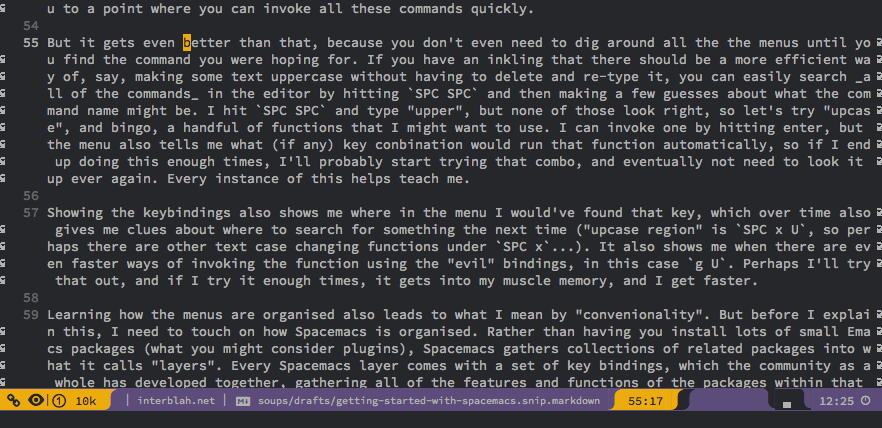 u to a point where you can invoke all these commands quickly.
54
55 But it gets even better than that, because you don't even need to dig around all the the menus until yo
u find the command you were hoping for. If you have an inkling that there should be a more efficient wa
y of, say, making some text uppercase without having to delete and re-type it, you can easily search _a
ll of the commands_ in the editor by hitting `SPC SPC` and then making a few guesses about what the com
mand name might be. I hit `SPC SPC` and type "upper", but none of those look right, so let's try "upcas
e", and bingo, a handful of functions that I might want to use. I can invoke one by hitting enter, but
the menu also tells me what (if any) key conbination would run that function automatically, so if I end
up doing this enough times, I'll probably start trying that combo, and eventually not need to look it
up ever again. Every instance of this helps teach me.
56
57 Showing the keybindings also shows me where in the menu I would've found that key, which over time also
gives me clues about where to search for something the next time ("upcase region" is `SPC x U`, so per
haps there are other text case changing functions under `SPC x`...). It also shows me when there are ev
en faster ways of invoking the function using the "evil" bindings, in this case `g U`. Perhaps I'll try
that out, and if I try it enough times, it gets into my muscle memory, and I get faster.
58
59 Learning how the menus are organised also leads to what I mean by "convenionality". But before I explai
n this, I need to touch on how Spacemacs is organised. Rather than having you install lots of small Ema
cs packages (what you might consider plugins), Spacemacs gathers collections of related packages into w
hat it calls "layers". Every Spacemacs layer comes with a set of key bindings, which the community as a
whole has developed together, gathering all of the features and functions of the packages within that
1 10k | interblah.net | soups/drafts/getting-started-with-spacemacs.snip.markdown 55:17 12:25